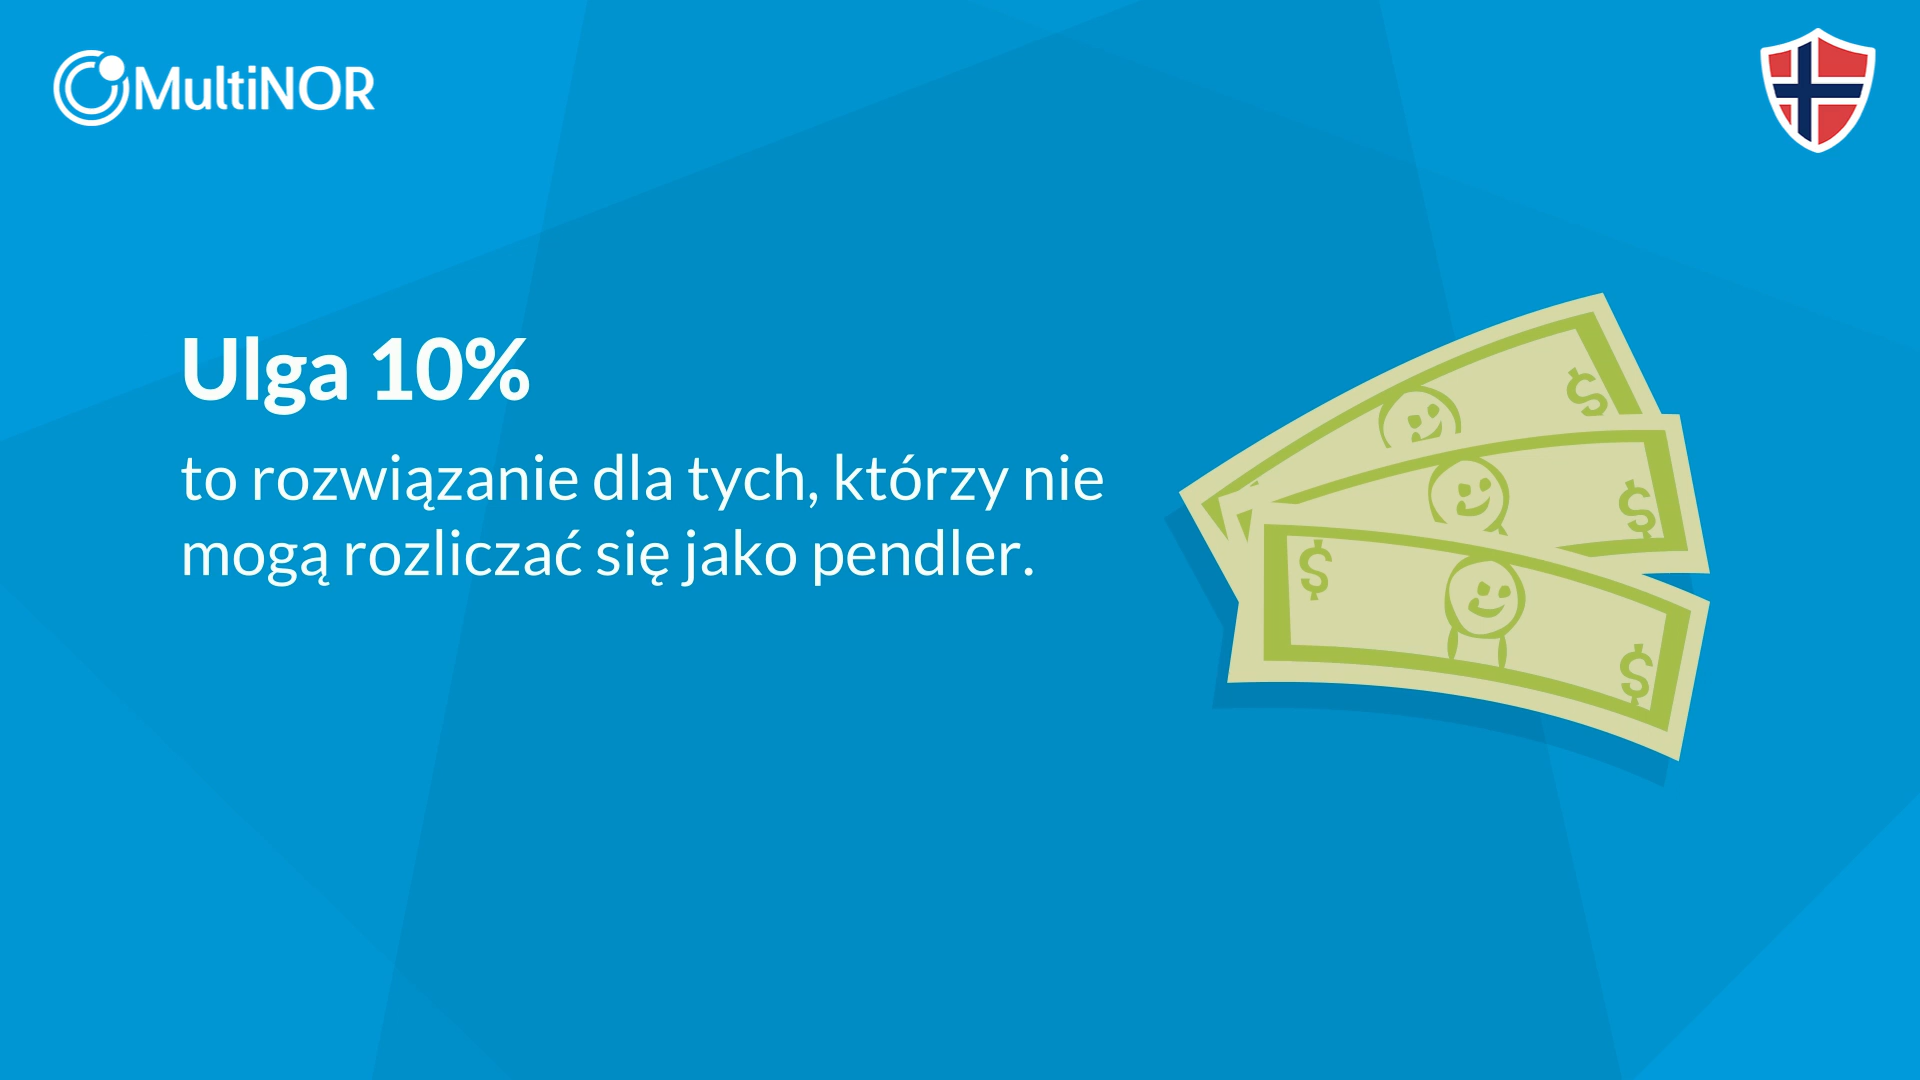 MultiNOR
Ulga 10%
to rozwiązanie dla tych, którzy nie
mogą rozliczać się jako pendler.
$
$
$
$